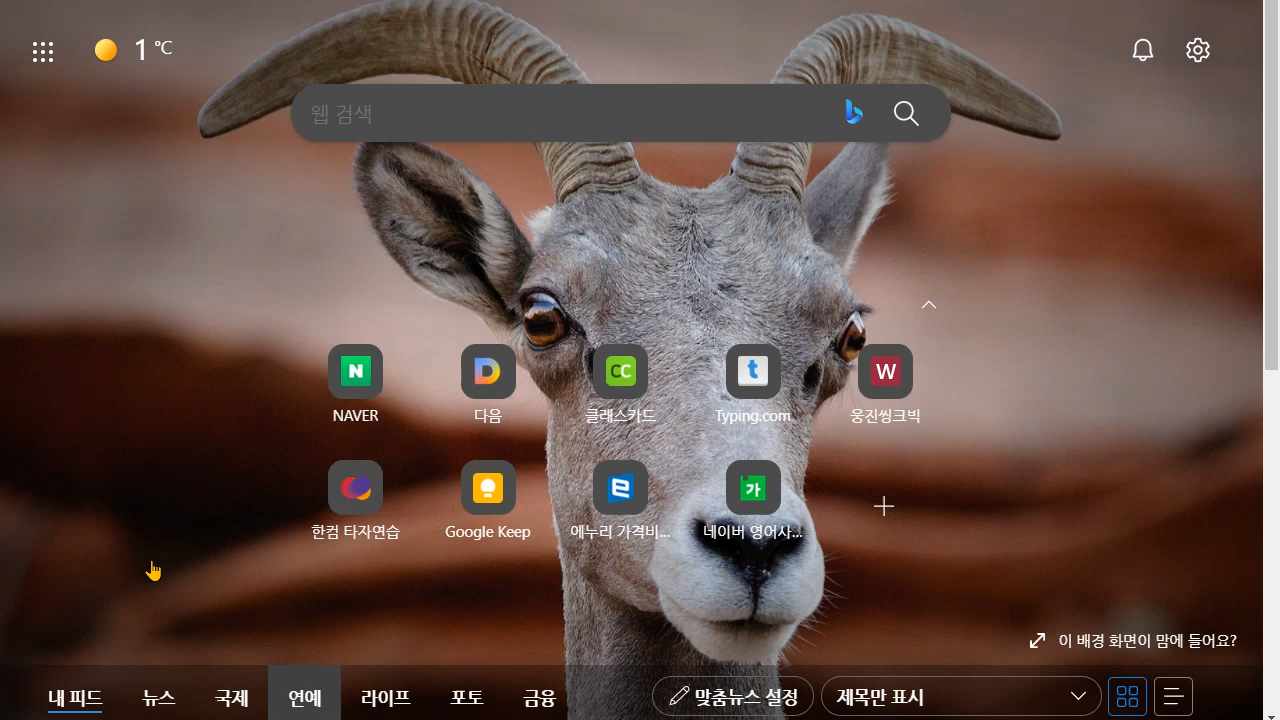 1 °C
웹 검색
NAVER
다음
클래스카드
Typing.com
웅진씽크빅
한컴 타자연습
Google Keep
에누리 가격비...
네이버 영어사...
이 배경 화면이 맘에 들어요?
내 피드
뉴스
국제
연예
라이프
포토
금융
맞춤뉴스 설정
제목만 표시